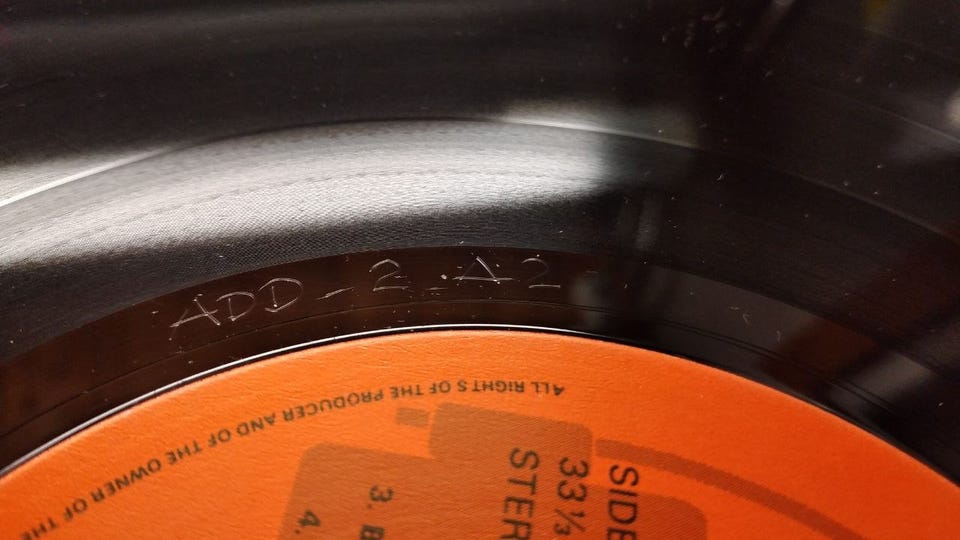 ADD-2-A2
ALL RIGHTS OF THE PRODUCER AND OF THE OWNER OF THE
SIDE
33⅓
STER
3. B
4.